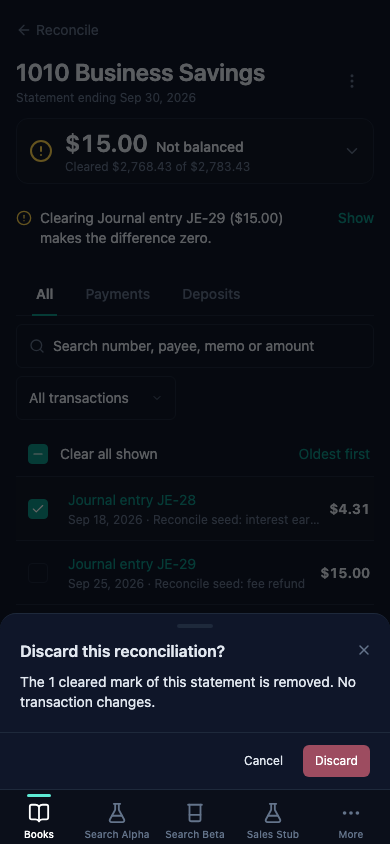 Reconcile
1010 Business Savings
Statement ending Sep 30, 2026
$15.00 Not balanced
Cleared $2,768.43 of $2,783.43
Clearing Journal entry JE-29 ($15.00) Show
makes the difference zero.
All Payments Deposits
Search number, payee, memo or amount
All transactions
Clear all shown Oldest first
Journal entry JE-28
Sep 18, 2026 · Reconcile seed: interest ear... $4.31
Journal entry JE-29
Sep 25, 2026 · Reconcile seed: fee refund $15.00
Discard this reconciliation?
The 1 cleared mark of this statement is removed. No
transaction changes.
Cancel Discard
Books Search Alpha Search Beta Sales Stub More